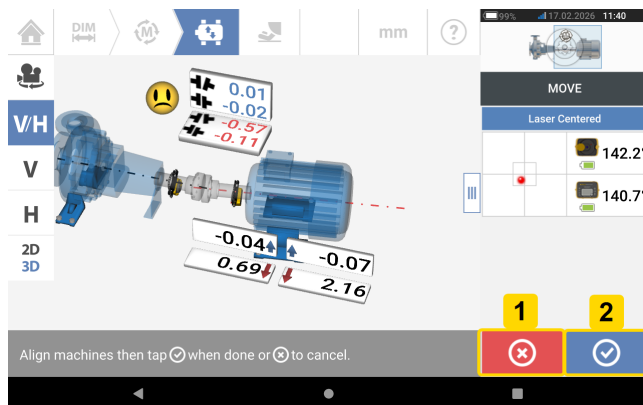 99% 17.02.2026 11:40
DIM
M
mm
?
MOVE
Laser Centered
142.2°
140.7°
V/H
V
H
2D
3D
0.01
-0.02
-0.57
-0.11
-0.04
-0.07
0.69
2.16
1
2
Align machines then tap when done or to cancel.